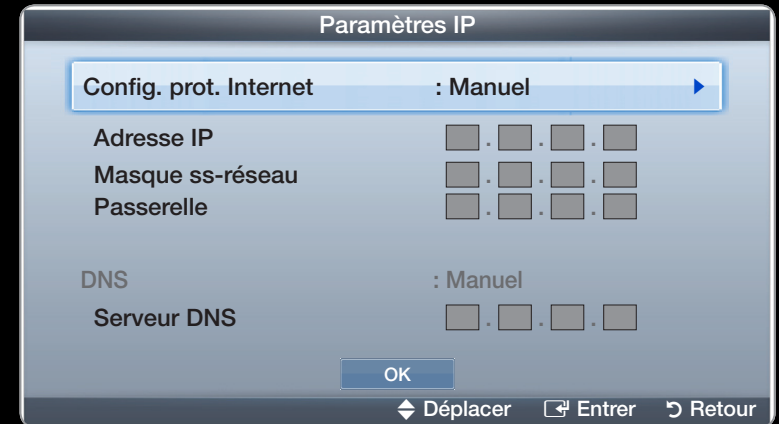 Paramètres IP
Config. prot. Internet : Manuel
Adresse IP . . .
Masque ss-réseau . . .
Passerelle . . .
DNS : Manuel
Serveur DNS . . .
OK
Déplacer Entrer Retour